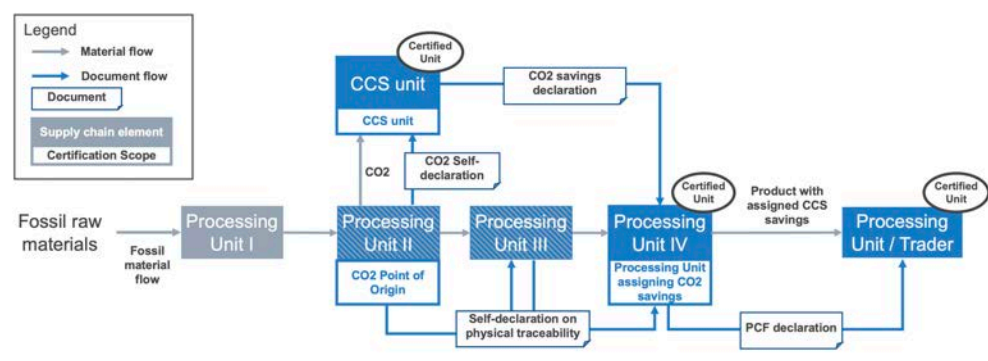 Legend
Material flow
Document flow
Document
Supply chain element
Certification Scope
Certified
Unit
CCS unit
CCS unit
CO2 savings
declaration
CO2
CO2 Self-
declaration
Fossil raw
materials
Fossil
material
flow
Processing
Unit I
Processing
Unit II
CO2 Point of
Origin
Processing
Unit III
Certified
Unit
Processing
Unit IV
Processing Unit
assigning CO2
savings
Product with
assigned CCS
savings
Certified
Unit
Processing
Unit / Trader
Self-declaration on
physical traceability
PCF declaration